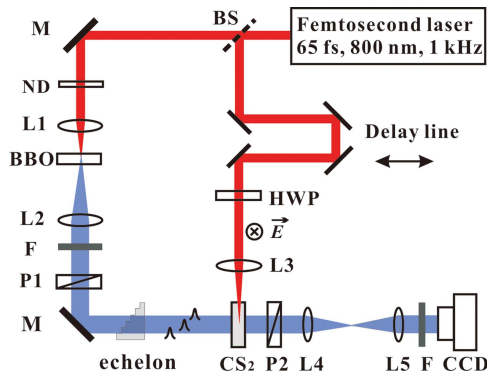 BS
M
Femtosecond laser
65 fs, 800 nm, 1 kHz
ND
L1
BBO
Delay line
L2
HWP
E
F
L3
P1
M
echelon
CS₂
P2
L4
L5
F
CCD